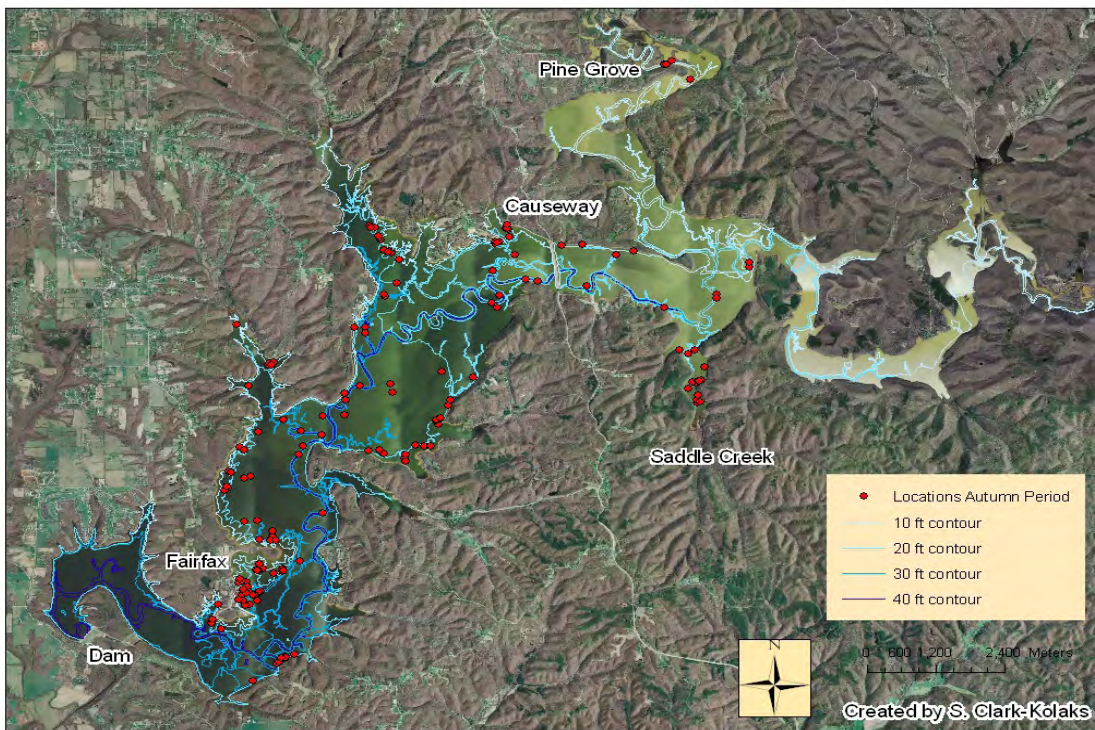 Pine Grove
Causeway
Saddle Creek
Fairfax
Dam
Locations Autumn Period
10 ft contour
20 ft contour
30 ft contour
40 ft contour
N
0 600 1,200 2,400 Meters
Created by S. Clark-Kolaks